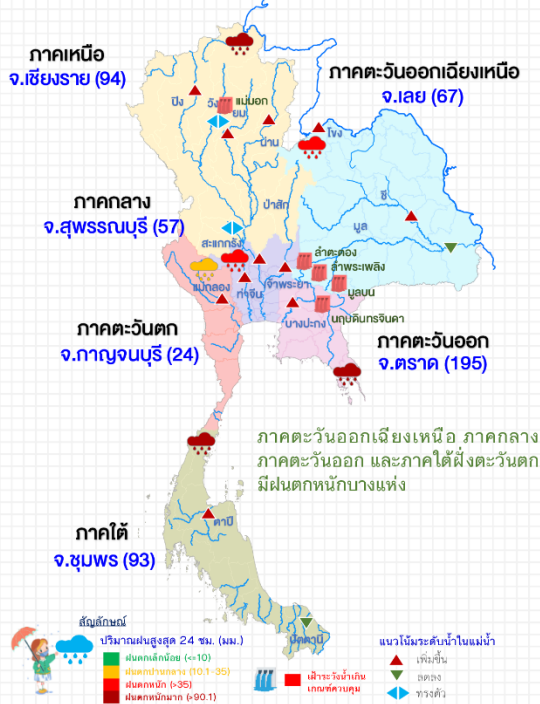 ภาคเหนือ
จ.เชียงราย (94)
ภาคตะวันออกเฉียงเหนือ
จ.เลย (67)
ปิง
วัง
แม่มอก
ยม
น่าน
โขง
ภาคกลาง
จ.สุพรรณบุรี (57)
ป่าสัก
ชี
มูล
สะแกกรัง
ลำตะคอง
ลำพระเพลิง
มูลบน
แม่กลอง
ท่าจีน
เจ้าพระยา
นฤบดินทรจินดา
บางปะกง
ภาคตะวันตก
จ.กาญจนบุรี (24)
ภาคตะวันออก
จ.ตราด (195)
ภาคตะวันออกเฉียงเหนือ ภาคกลาง
ภาคตะวันออก และภาคใต้ฝั่งตะวันตก
มีฝนตกหนักบางแห่ง
ตาปี
ภาคใต้
จ.ชุมพร (93)
ปัตตานี
สัญลักษณ์
ปริมาณฝนสูงสุด 24 ชม. (มม.)
ฝนตกเล็กน้อย (<=10)
ฝนตกปานกลาง (10.1-35)
ฝนตกหนัก (>35)
ฝนตกหนักมาก (>90.1)
เฝ้าระวังน้ำเกิน
เกณฑ์ควบคุม
แนวโน้มระดับน้ำในแม่น้ำ
เพิ่มขึ้น
ลดลง
ทรงตัว